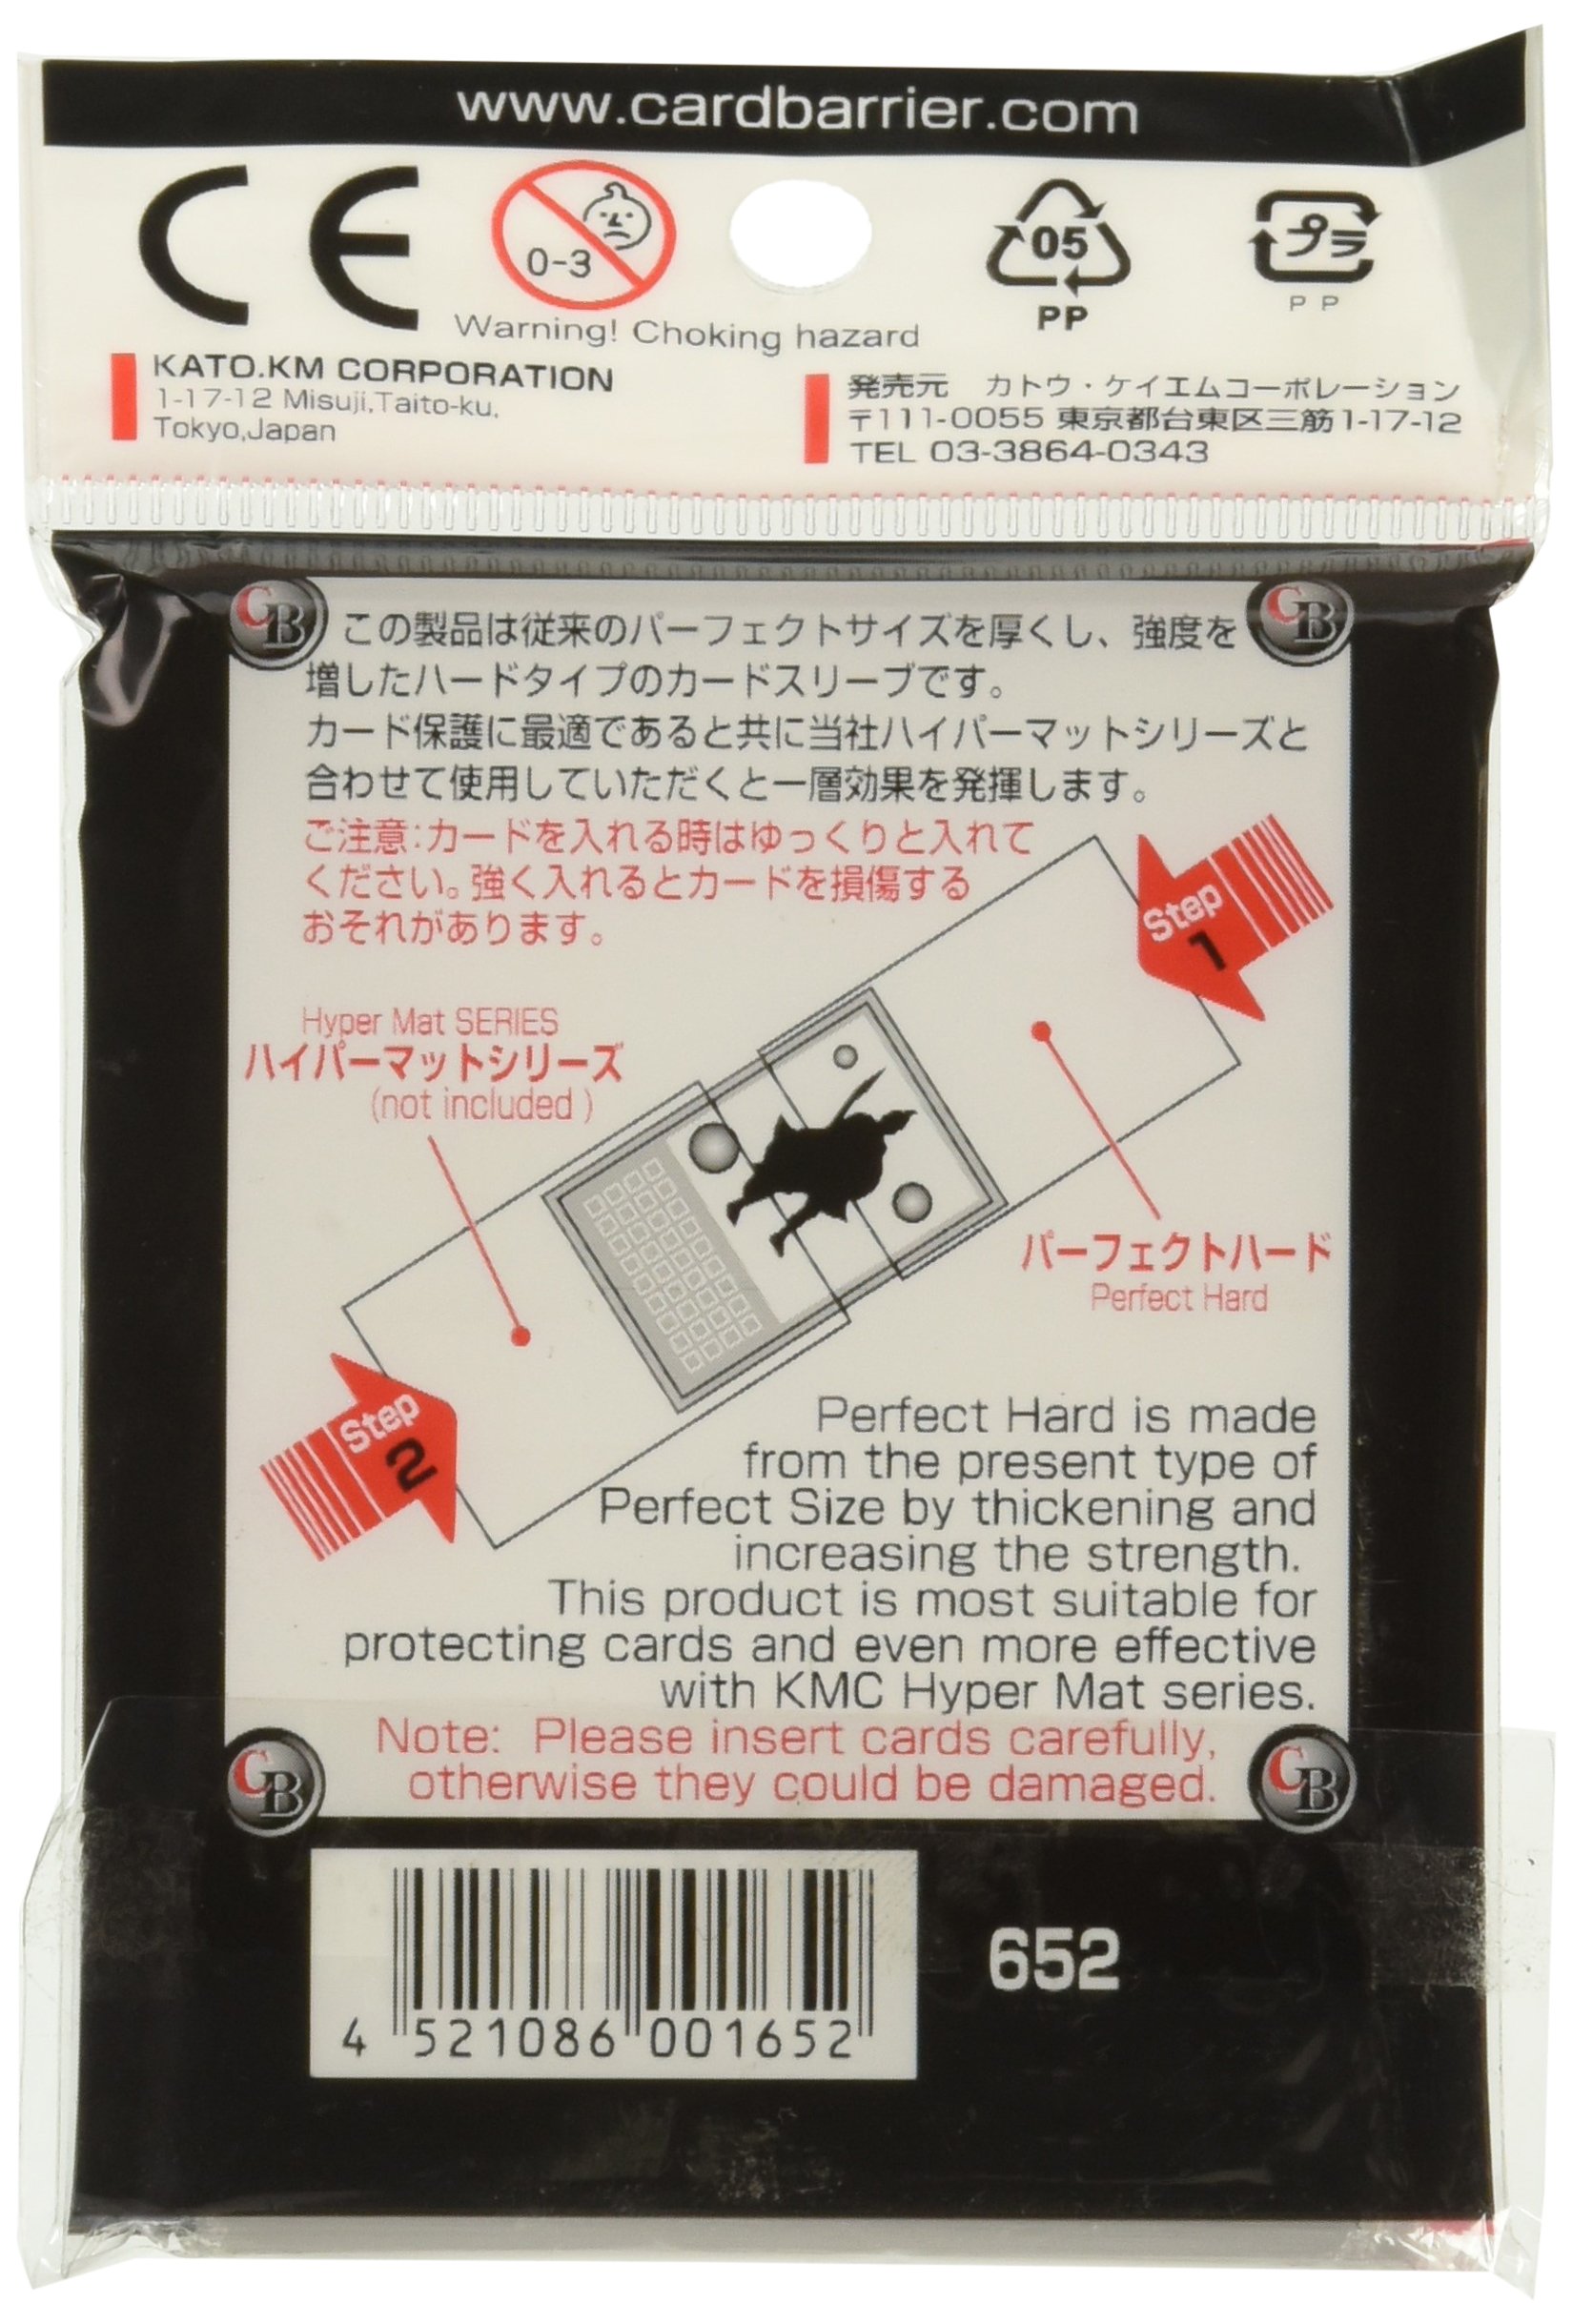 www.cardbarrier.com
CE
0-3
Warning! Choking hazard
05
PP
プラ
PP
KATO.KM CORPORATION
1-17-12 Misuji,Taito-ku,
Tokyo,Japan
発売元 カトウ・ケイエムコーポレーション
〒111-0055 東京都台東区三筋1-17-12
TEL 03-3864-0343
CB
CB
この製品は従来のパーフェクトサイズを厚くし、強度を
増したハードタイプのカードスリーブです。
カード保護に最適であると共に当社ハイパーマットシリーズと
合わせて使用していただくと一層効果を発揮します。
ご注意:カードを入れる時はゆっくりと入れて
ください。強く入れるとカードを損傷する
おそれがあります。
Step
1
Hyper Mat SERIES
ハイパーマットシリーズ
(not included )
パーフェクトハード
Perfect Hard
Step
2
Perfect Hard is made
from the present type of
Perfect Size by thickening and
increasing the strength.
This product is most suitable for
protecting cards and even more effective
with KMC Hyper Mat series.
Note: Please insert cards carefully,
otherwise they could be damaged.
CB
CB
4 521086 001652
652